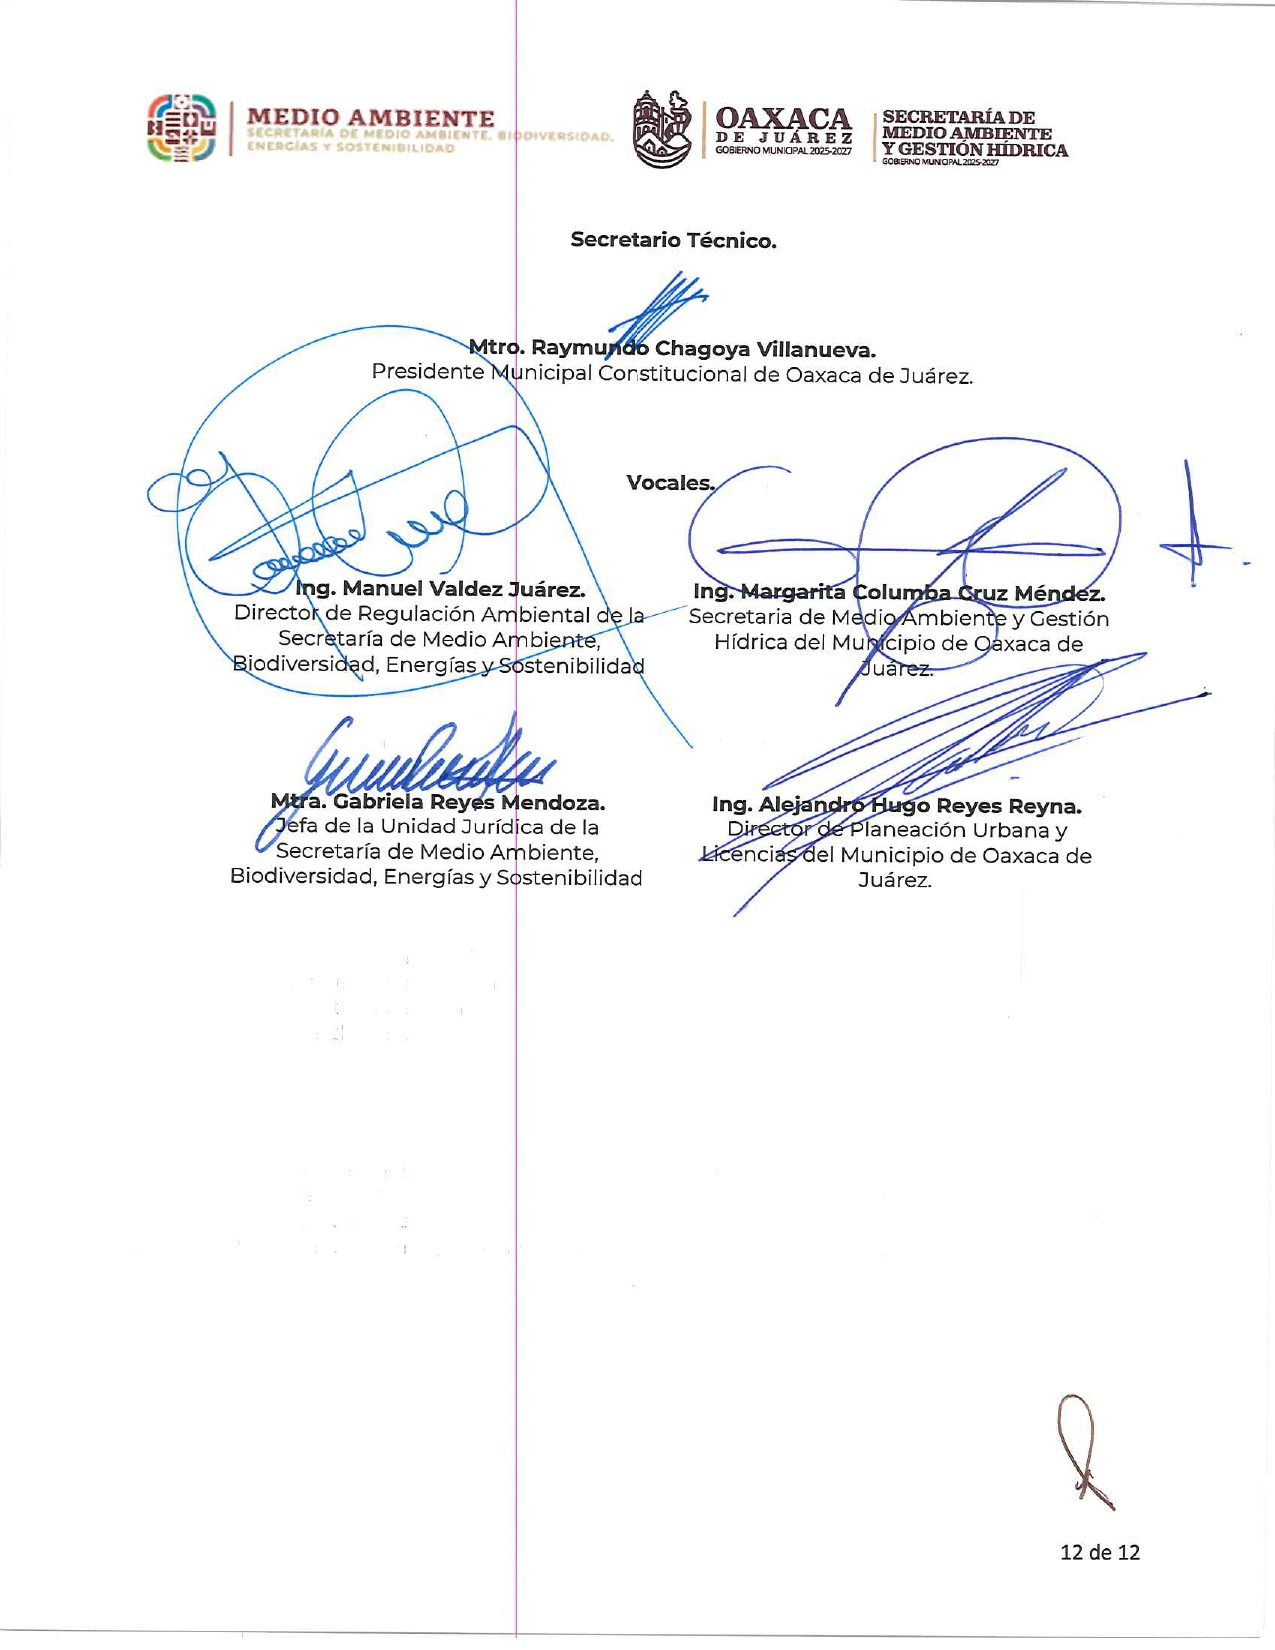 MEDIO AMBIENTE
SECRETARÍA DE MEDIO AMBIENTE, BIODIVERSIDAD,
ENERGÍAS Y SOSTENIBILIDAD
OAXACA
DE JUÁREZ
GOBIERNO MUNICIPAL 2025-2027
SECRETARÍA DE
MEDIO AMBIENTE
Y GESTIÓN HÍDRICA
GOBIERNO MUNICIPAL 2025-2027
Secretario Técnico.
Mtro. Raymundo Chagoya Villanueva.
Presidente Municipal Constitucional de Oaxaca de Juárez.
Vocales.
Ing. Manuel Valdez Juárez.
Director de Regulación Ambiental de la
Secretaría de Medio Ambiente,
Biodiversidad, Energías y Sostenibilidad
Ing. Margarita Columba Cruz Méndez.
Secretaria de Medio Ambiente y Gestión
Hídrica del Municipio de Oaxaca de
Juárez.
Mtra. Gabriela Reyes Mendoza.
Jefa de la Unidad Jurídica de la
Secretaría de Medio Ambiente,
Biodiversidad, Energías y Sostenibilidad
Ing. Alejandro Hugo Reyes Reyna.
Director de Planeación Urbana y
Licencias del Municipio de Oaxaca de
Juárez.
12 de 12